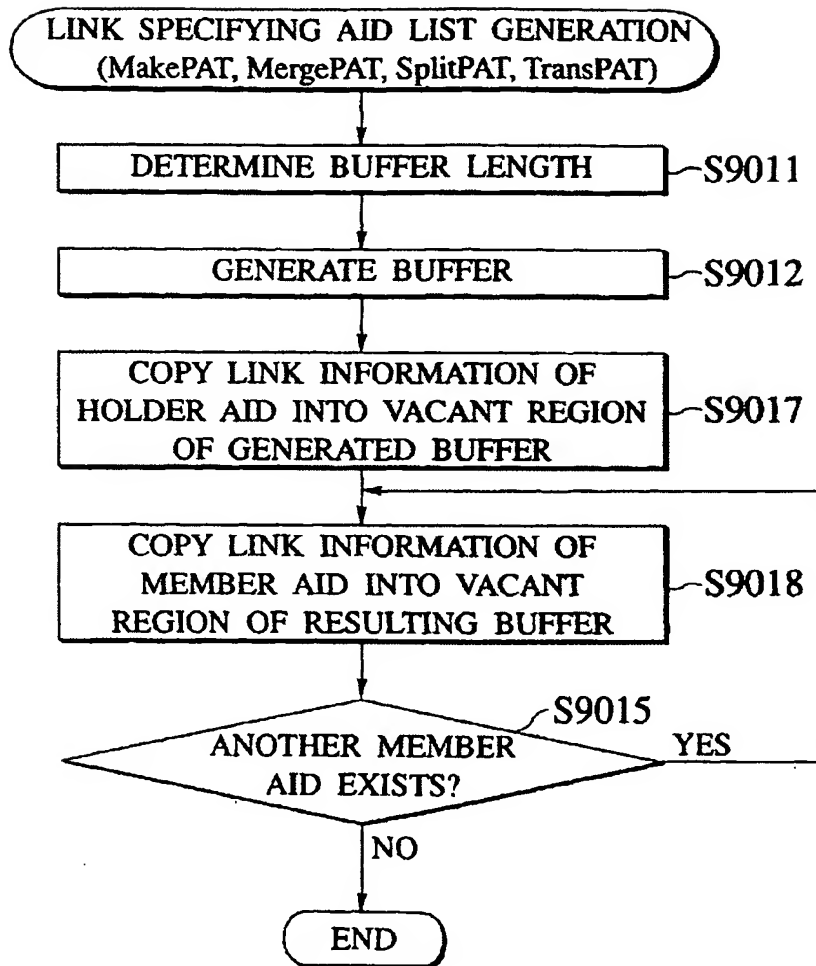 LINK SPECIFYING AID LIST GENERATION
(MakePAT, MergePAT, SplitPAT, TransPAT)
DETERMINE BUFFER LENGTH
S9011
GENERATE BUFFER
S9012
COPY LINK INFORMATION OF
HOLDER AID INTO VACANT REGION
OF GENERATED BUFFER
S9017
COPY LINK INFORMATION OF
MEMBER AID INTO VACANT
REGION OF RESULTING BUFFER
S9018
S9015
ANOTHER MEMBER
AID EXISTS?
YES
NO
END